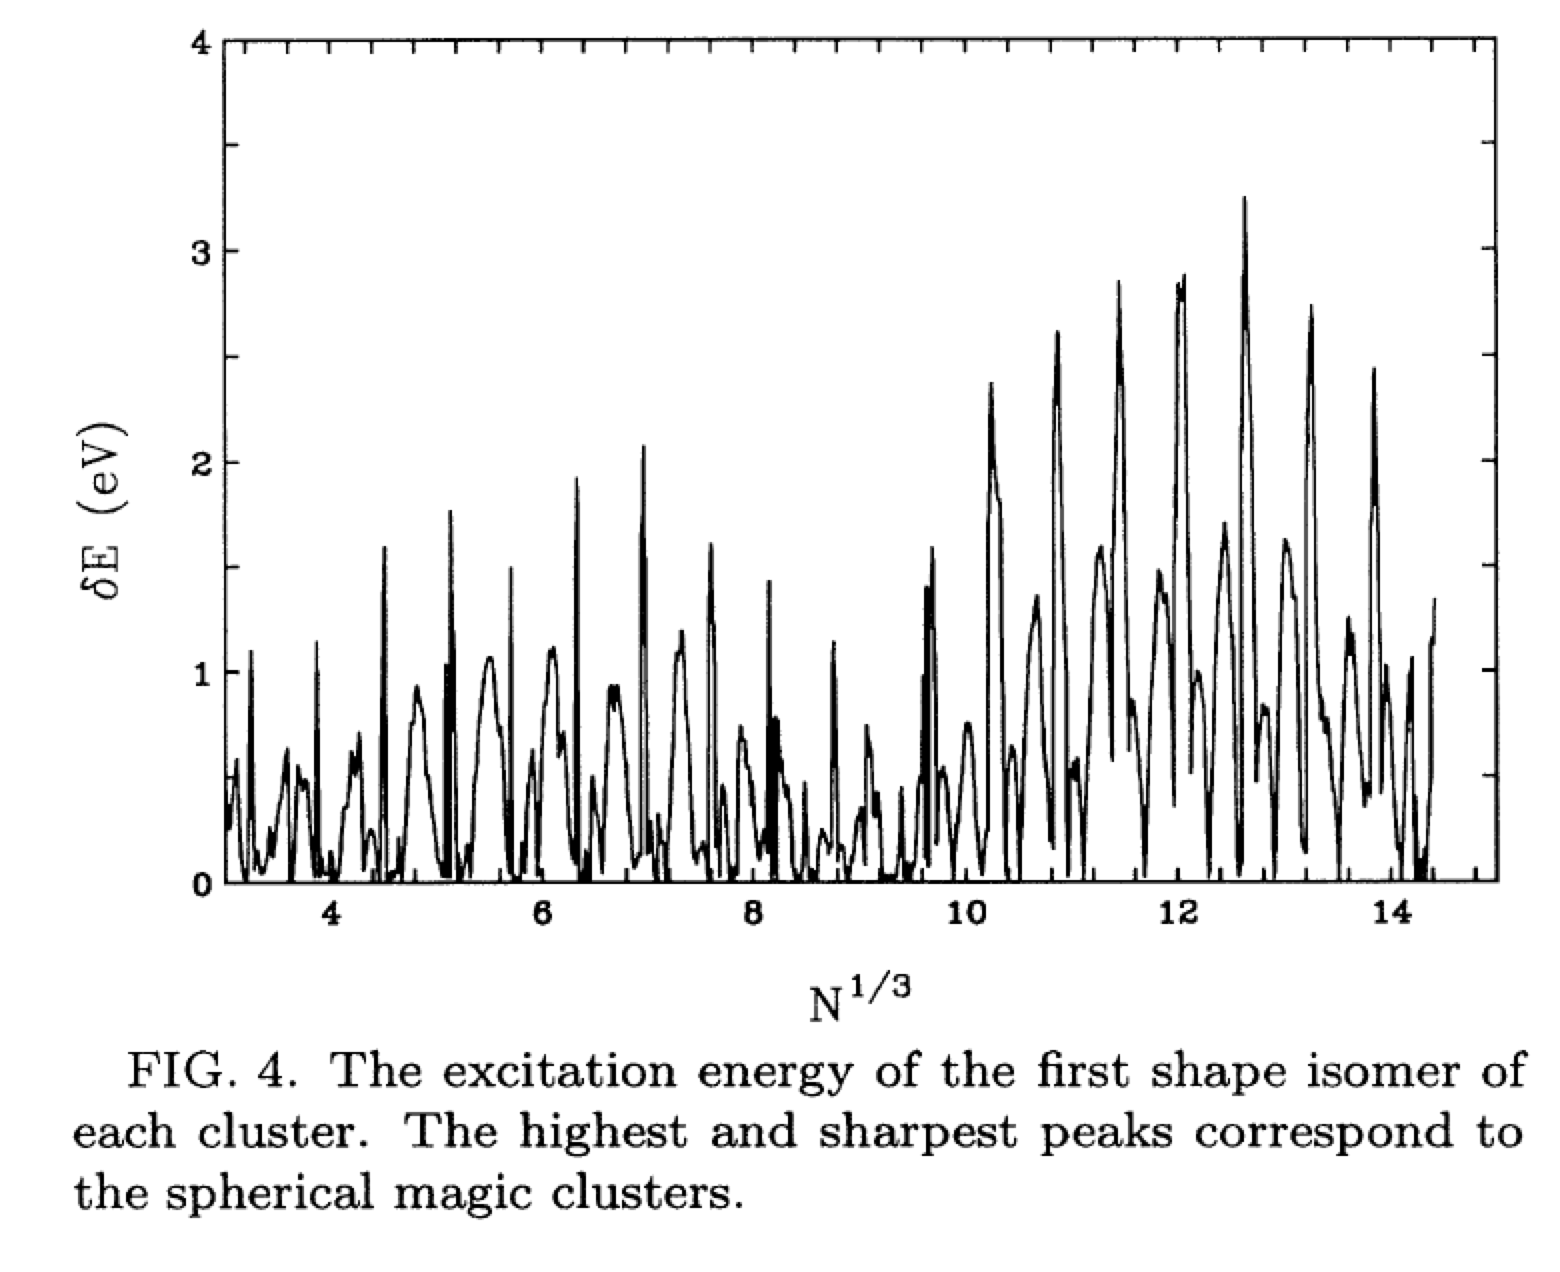 4
3
2
1
0
δE (eV)
4 6 8 10 12 14
N^{1/3}
FIG. 4. The excitation energy of the first shape isomer of
each cluster. The highest and sharpest peaks correspond to
the spherical magic clusters.